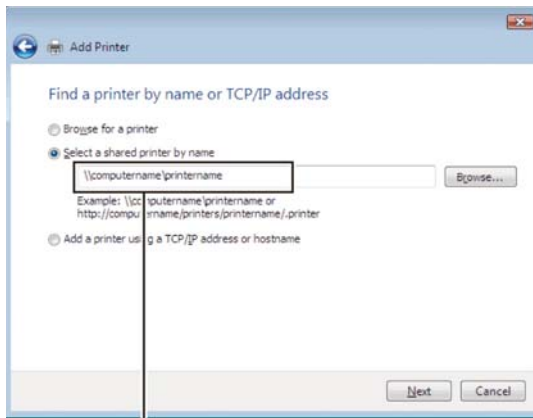 Add Printer
Find a printer by name or TCP/IP address
Browse for a printer
Select a shared printer by name
\\computername\printername
Browse...
Example: \\computername\printername or
http://computername/printers/printername/.printer
Add a printer using a TCP/IP address or hostname
Next
Cancel